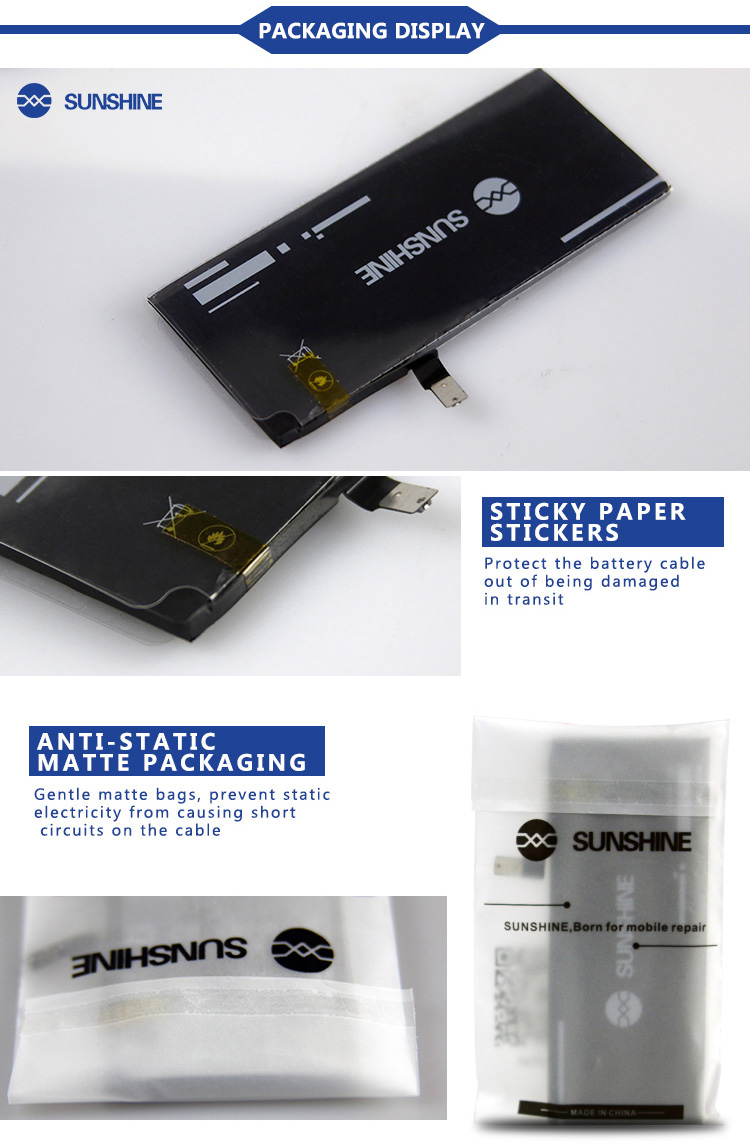 PACKAGING DISPLAY
SUNSHINE
SUNSHINE
STICKY PAPER
STICKERS
Protect the battery cable
out of being damaged
in transit
ANTI-STATIC
MATTE PACKAGING
Gentle matte bags, prevent static
electricity from causing short
circuits on the cable
SUNSHINE
SUNSHINE,Born for mobile repair
SUNSHINE
MADE IN CHINA
SUNSHINE